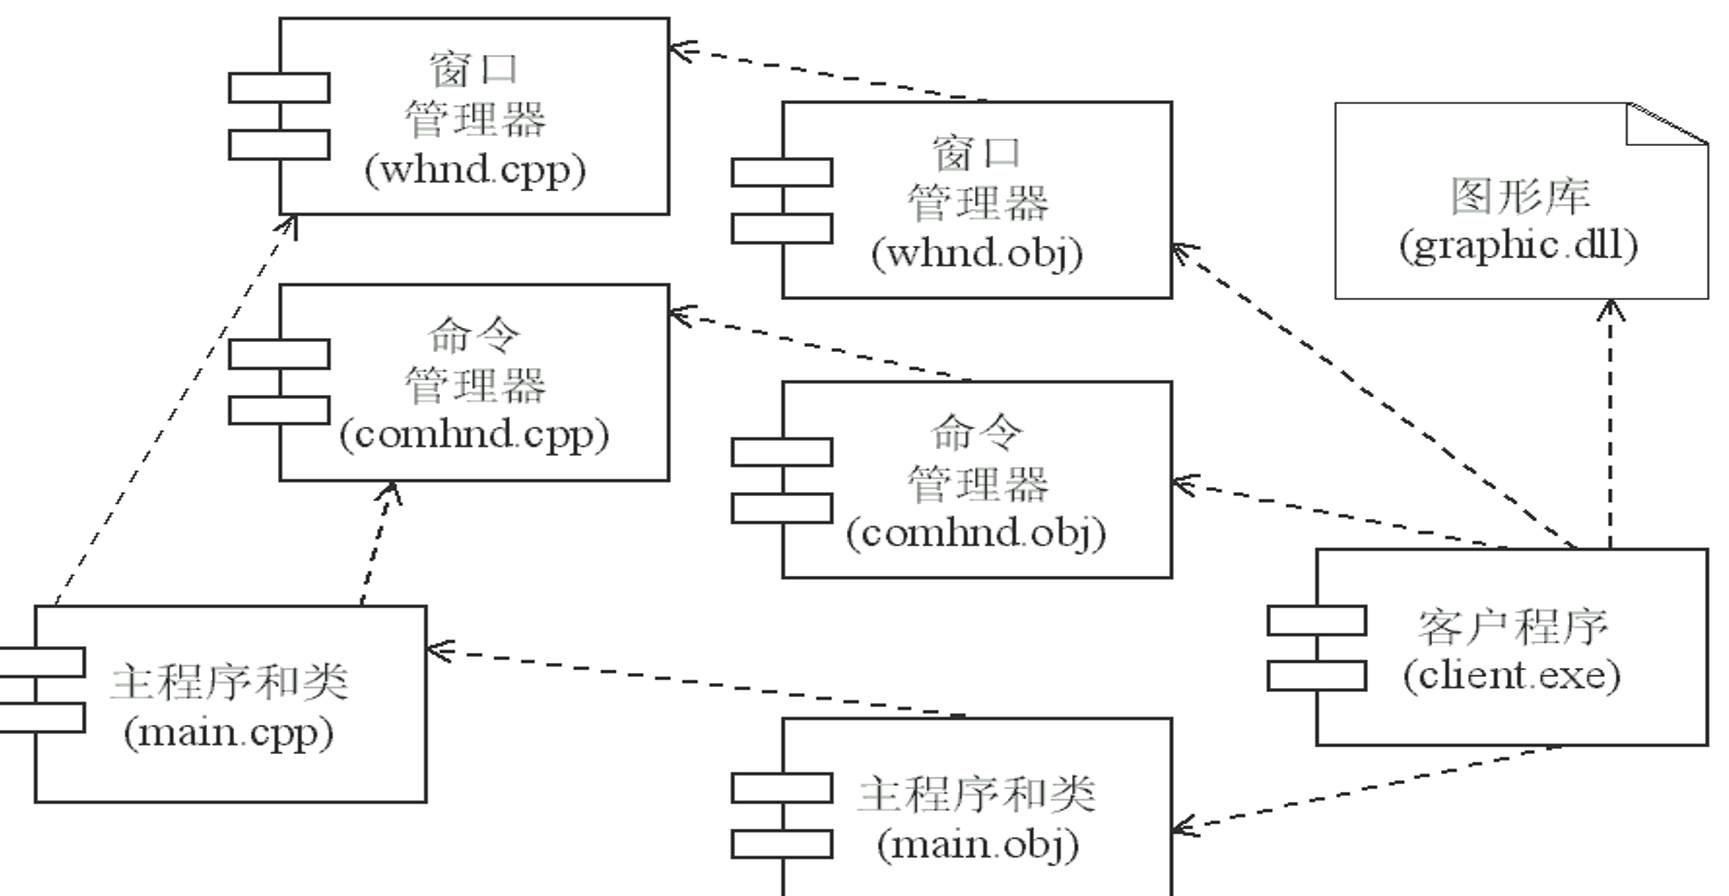 窗口
管理器
(whnd.cpp)
窗口
管理器
(whnd.obj)
图形库
(graphic.dll)
命令
管理器
(comhnd.cpp)
命令
管理器
(comhnd.obj)
客户程序
(client.exe)
主程序和类
(main.cpp)
主程序和类
(main.obj)